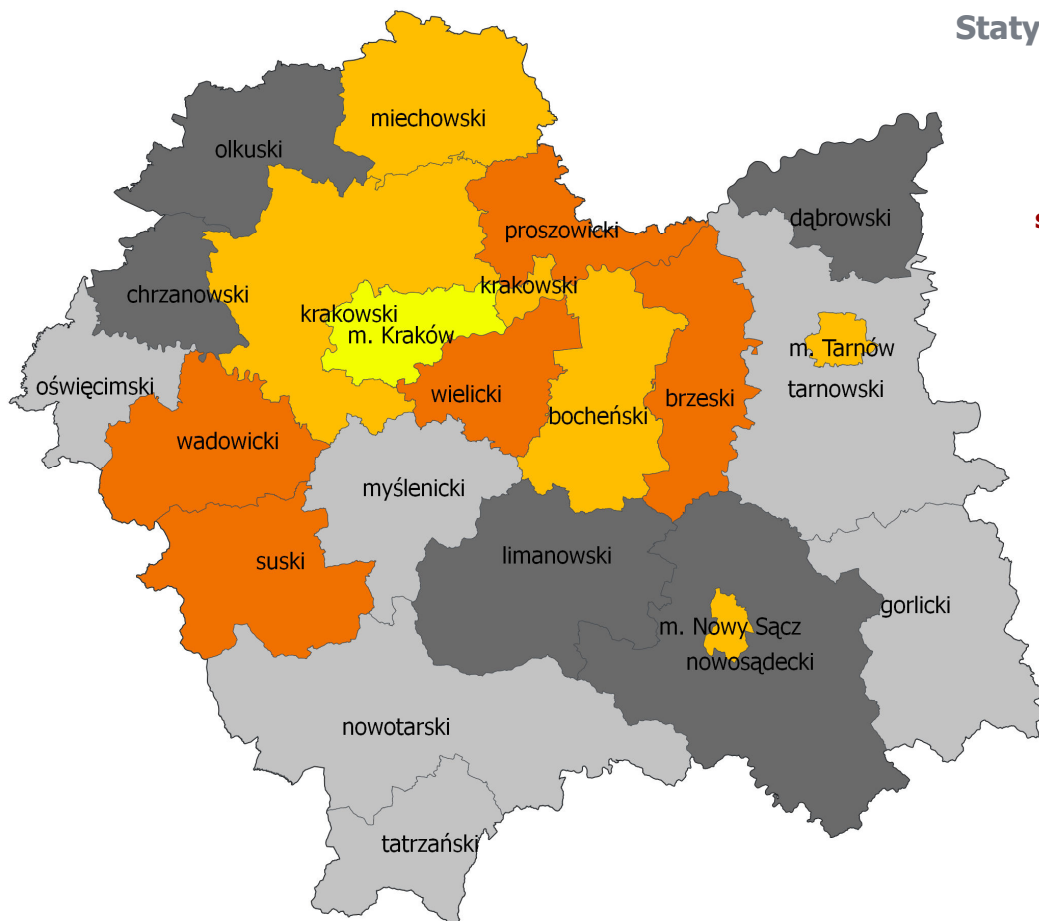 Staty
miechowski
olkuski
dąbrowski
s
proszowicki
krakowski
chrzanowski
krakowski
m. Kraków
m. Tarnów
oświęcimski
tarnowski
wielicki
brzeski
bocheński
wadowicki
myślenicki
limanowski
suski
gorlicki
m. Nowy Sącz
nowosądecki
nowotarski
tatrzański